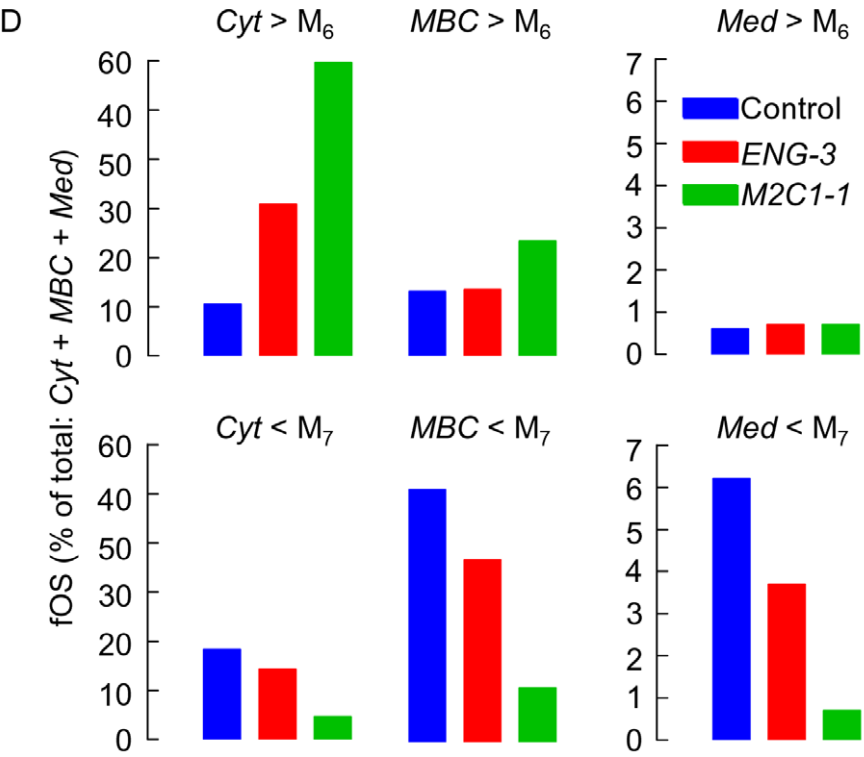 D
Cyt > M6
MBC > M6
Med > M6
fOS (% of total: Cyt + MBC + Med)
60
40
50
30
20
10
0
7
6
5
4
3
2
1
0
Control
ENG-3
M2C1-1
Cyt < M7
MBC < M7
Med < M7
60
40
50
30
20
10
0
7
6
5
4
3
2
1
0